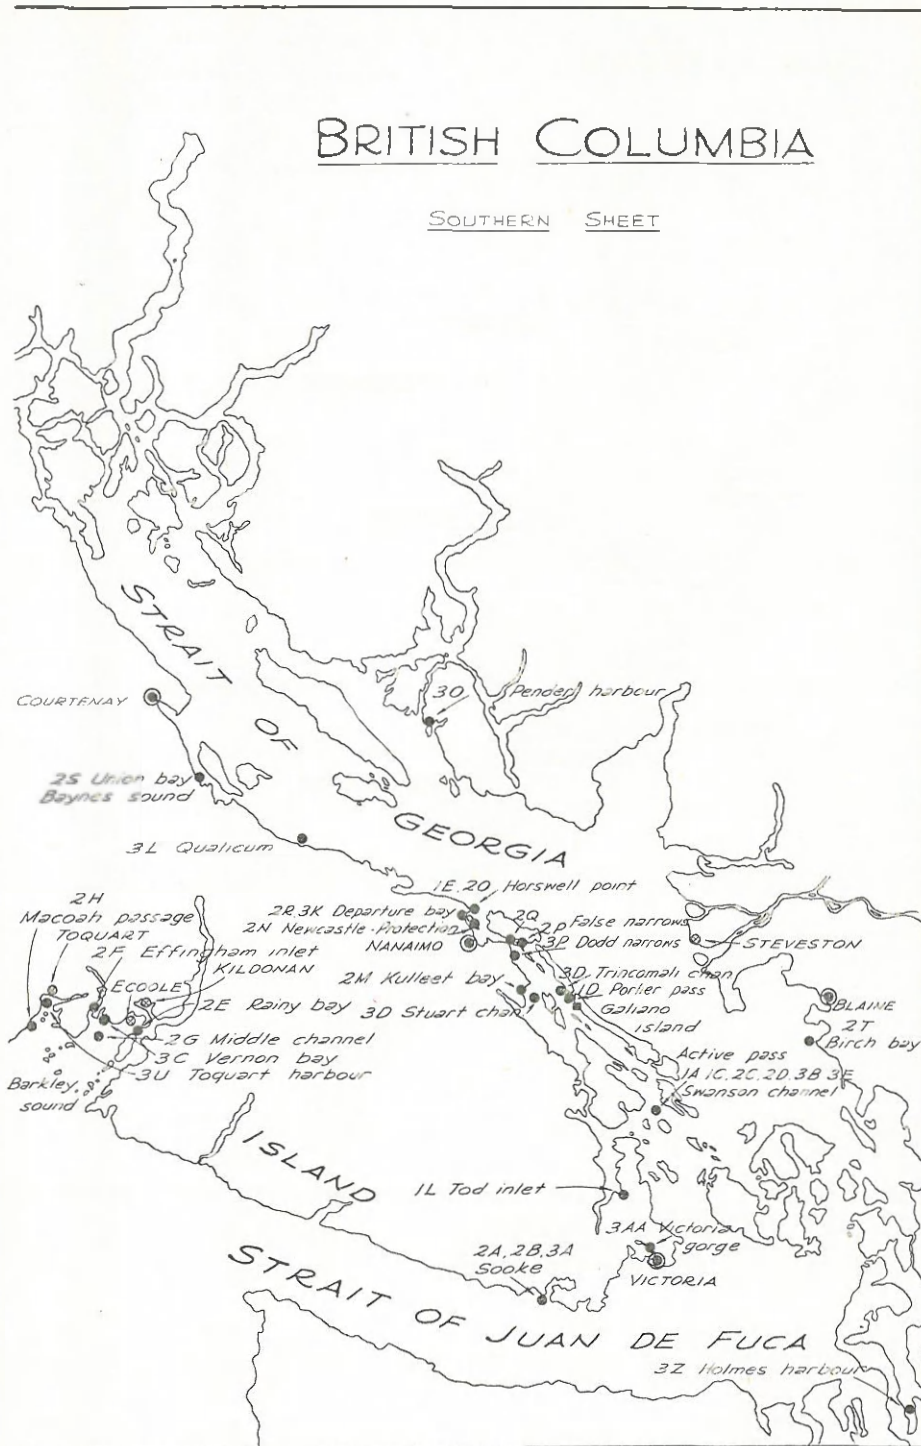 BRITISH COLUMBIA
SOUTHERN SHEET
STRAIT OF GEORGIA
COURTENAY
3O Pender harbour
2S Union bay
Baynes sound
3L Qualicum
1E, 2O Horswell point
2R, 3K Departure bay
2N Newcastle-Protection
NANAIMO
2Q
2P False narrows
3P Dodd narrows
STEVESTON
2H
Macoah passage
TOQUART
2F Effingham inlet
ECOOLE
KILDONAN
2E Rainy bay
2G Middle channel
3C Vernon bay
3U Toquart harbour
Barkley
sound
2M Kulleet bay
3D Stuart chan
3D Trincomali chan
1D Porlier pass
Galiano
island
BLAINE
2T
Birch bay
Active pass
1A 1C, 2C, 2D, 3B 3E
Swanson channel
ISLAND
1L Tod inlet
3AA Victoria
gorge
VICTORIA
2A, 2B, 3A
Sooke
STRAIT OF JUAN DE FUCA
3Z Holmes harbour